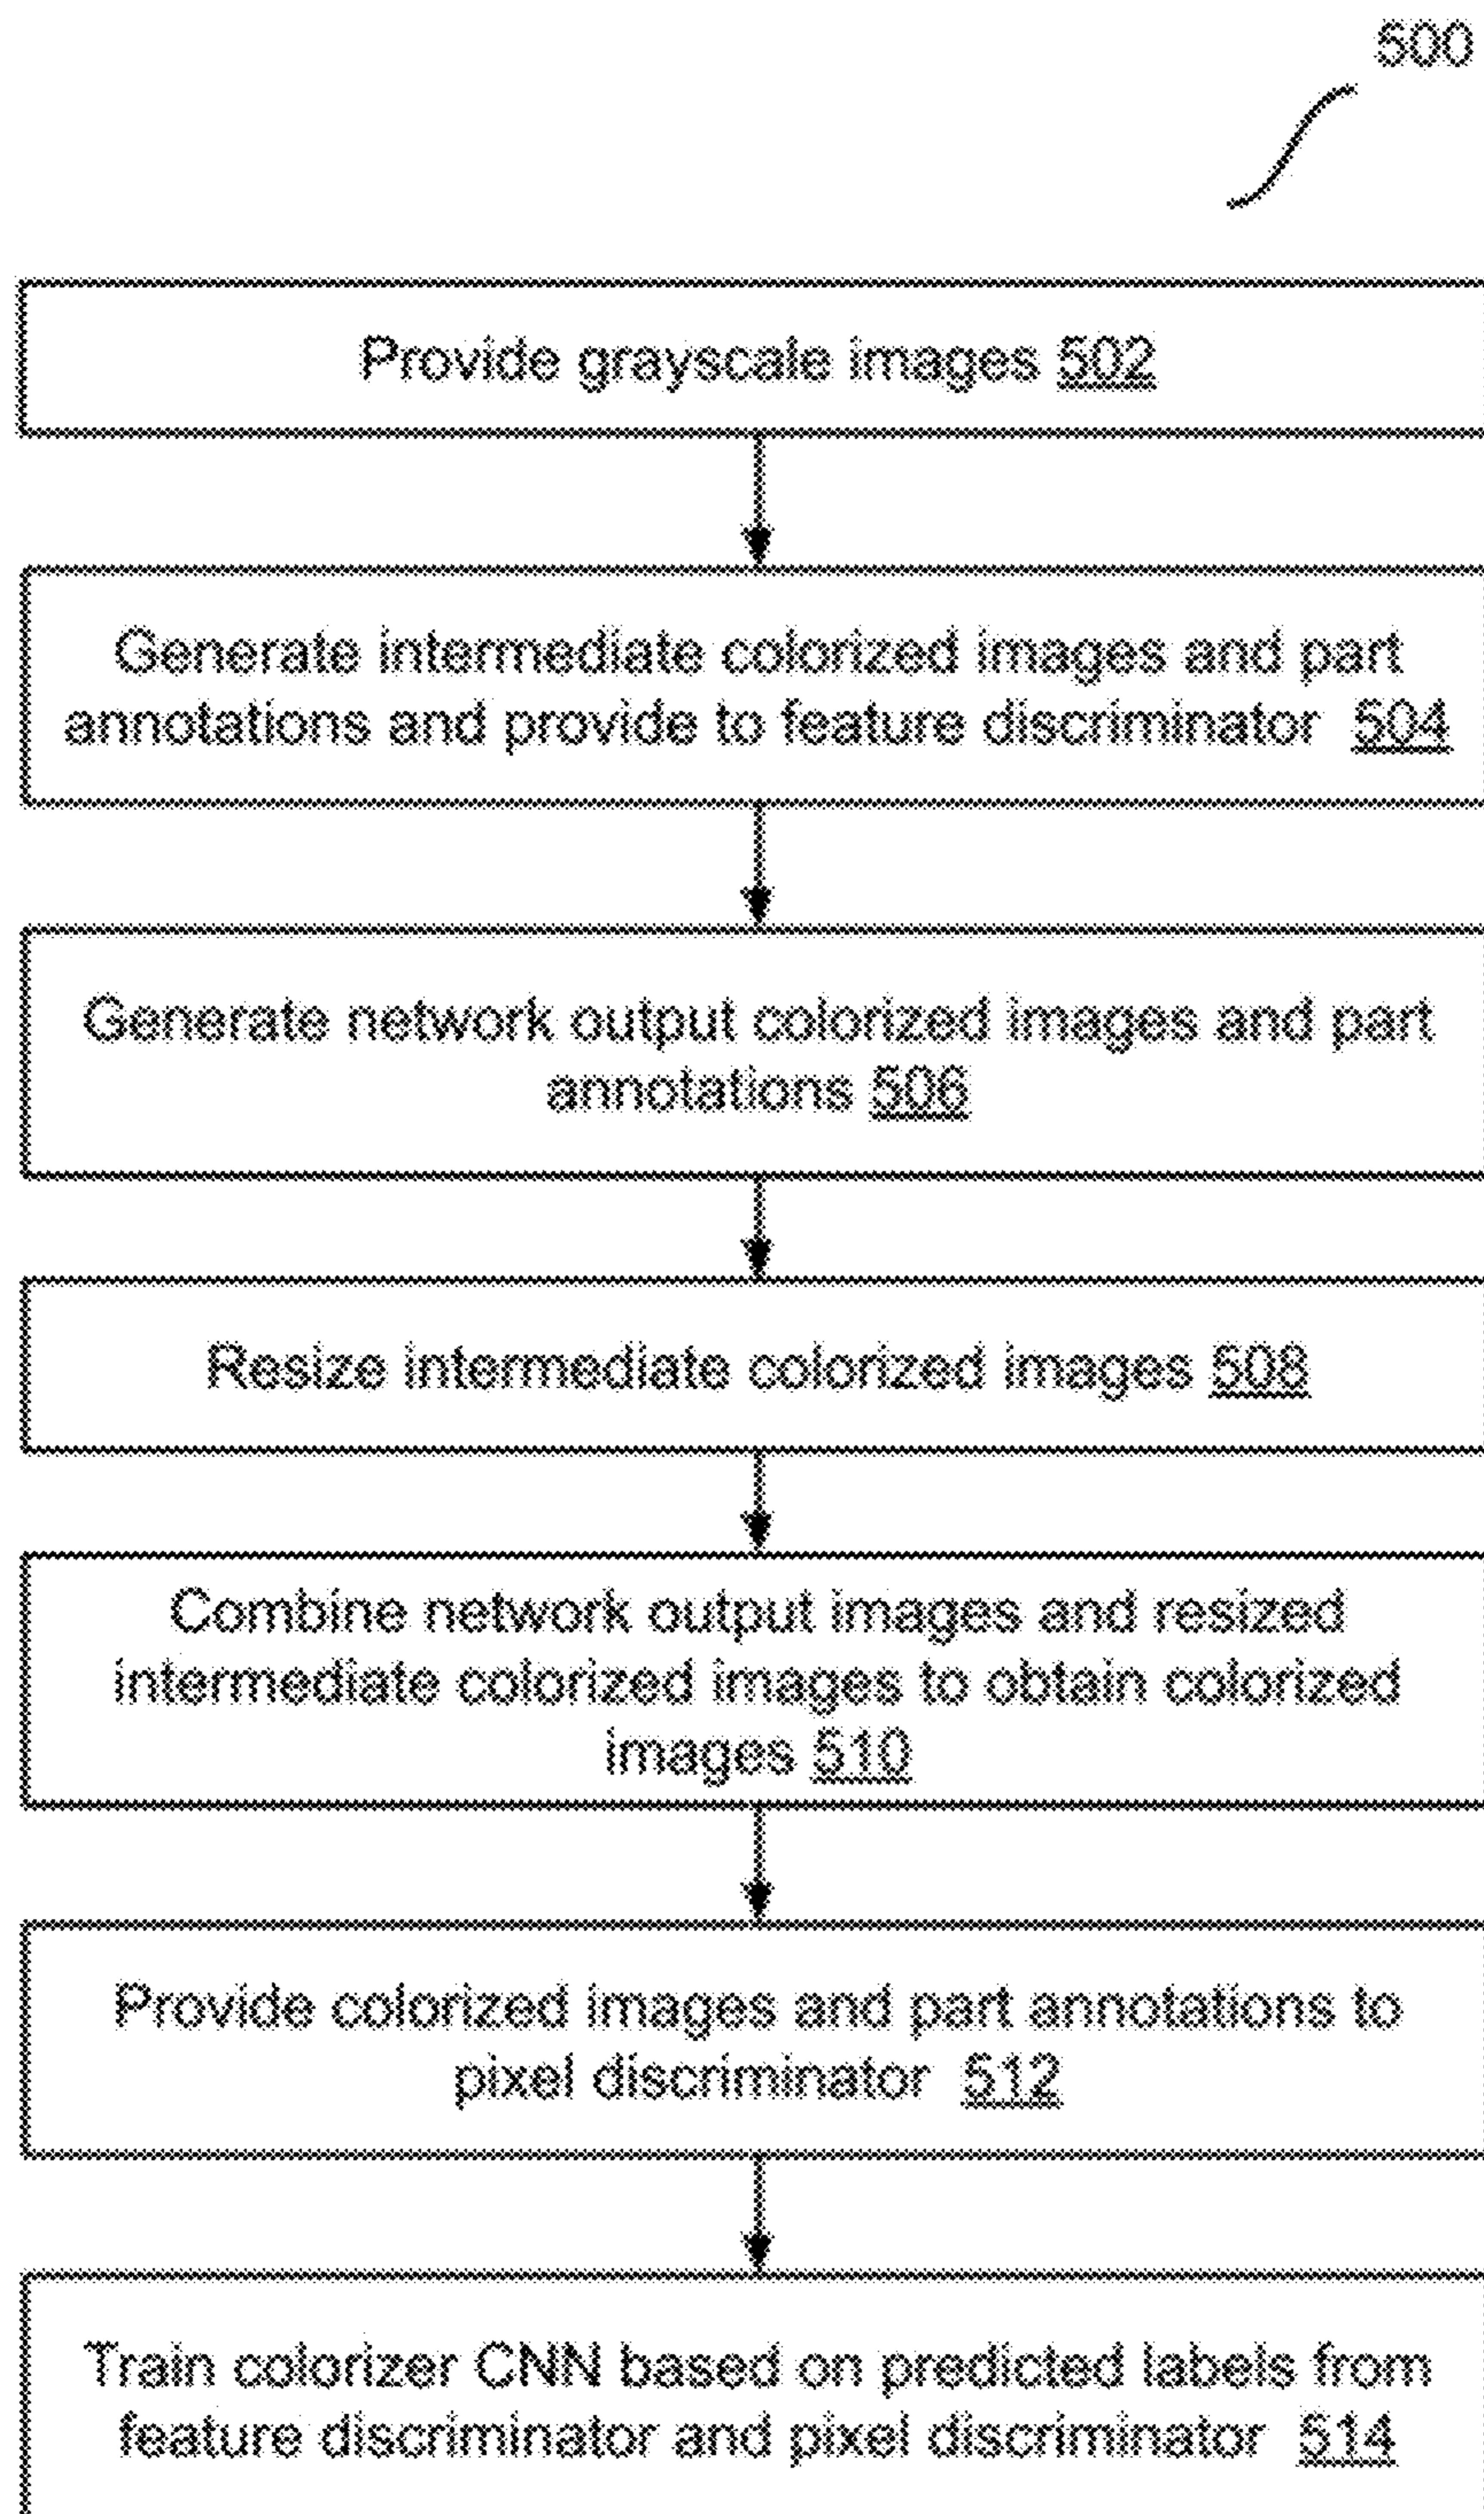 500
Provide grayscale images 502
Generate intermediate colorized images and part
annotations and provide to feature discriminator 504
Generate network output colorized images and part
annotations 506
Resize intermediate colorized images 508
Combine network output images and resized
intermediate colorized images to obtain colorized
images 510
Provide colorized images and part annotations to
pixel discriminator 512
Train colorizer CNN based on predicted labels from
feature discriminator and pixel discriminator 514